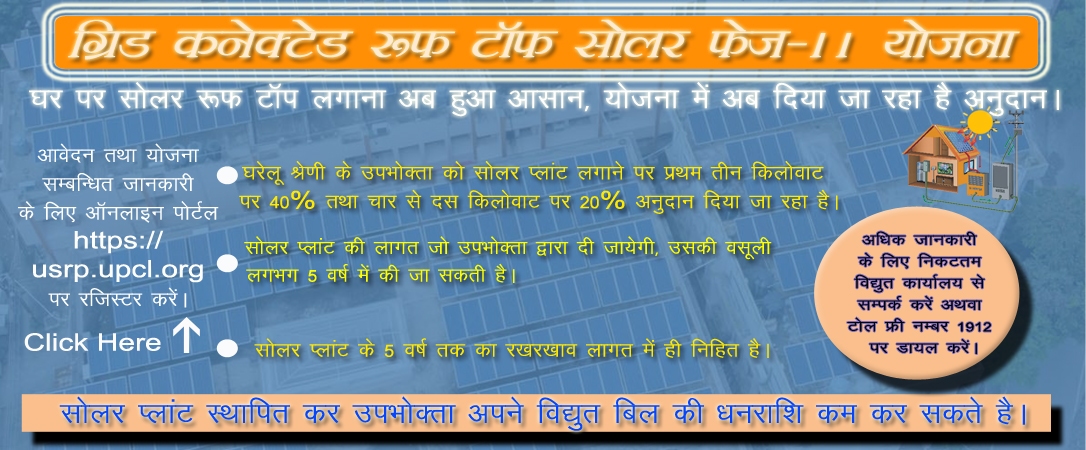 ग्रिड कनेक्टेड रूफ टॉफ सोलर फेज-11 योजना
घर पर सोलर रूफ टॉप लगाना अब हुआ आसान, योजना में अब दिया जा रहा है अनुदान।
आवेदन तथा योजना
सम्बन्धित जानकारी
के लिए ऑनलाइन पोर्टल
https://
usrp.upcl.org
पर रजिस्टर करें।
Click Here ↑
घरेलू श्रेणी के उपभोक्ता को सोलर प्लांट लगाने पर प्रथम तीन किलोवाट
पर 40% तथा चार से दस किलोवाट पर 20% अनुदान दिया जा रहा है।
सोलर प्लांट की लागत जो उपभोक्ता द्वारा दी जायेगी, उसकी वसूली
लगभग 5 वर्ष में की जा सकती है।
सोलर प्लांट के 5 वर्ष तक का रखरखाव लागत में ही निहित है।
अधिक जानकारी
के लिए निकटतम
विद्युत कार्यालय से
सम्पर्क करें अथवा
टोल फ्री नम्बर 1912
पर डायल करें।
सोलर प्लांट स्थापित कर उपभोक्ता अपने विद्युत बिल की धनराशि कम कर सकते है।